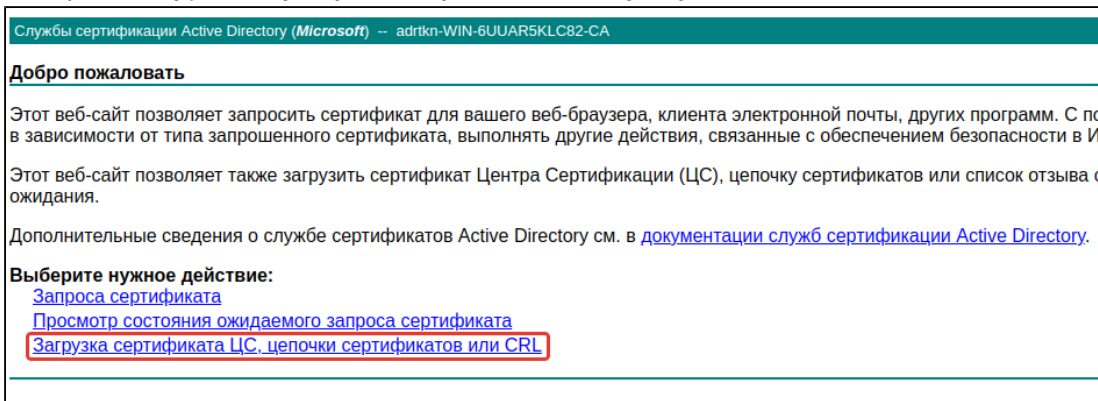 Службы сертификации Active Directory (Microsoft) -- adrtkn-WIN-6UUAR5KLC82-CA
Добро пожаловать
Этот веб-сайт позволяет запросить сертификат для вашего веб-браузера, клиента электронной почты, других программ. С
в зависимости от типа запрошенного сертификата, выполнять другие действия, связанные с обеспечением безопасности в
Этот веб-сайт позволяет также загрузить сертификат Центра Сертификации (ЦС), цепочку сертификатов или список отзыва
ожидания.
Дополнительные сведения о службе сертификатов Active Directory см. в документации служб сертификации Active Directory.
Выберите нужное действие:
Запроса сертификата
Просмотр состояния ожидаемого запроса сертификата
Загрузка сертификата ЦС, цепочки сертификатов или CRL